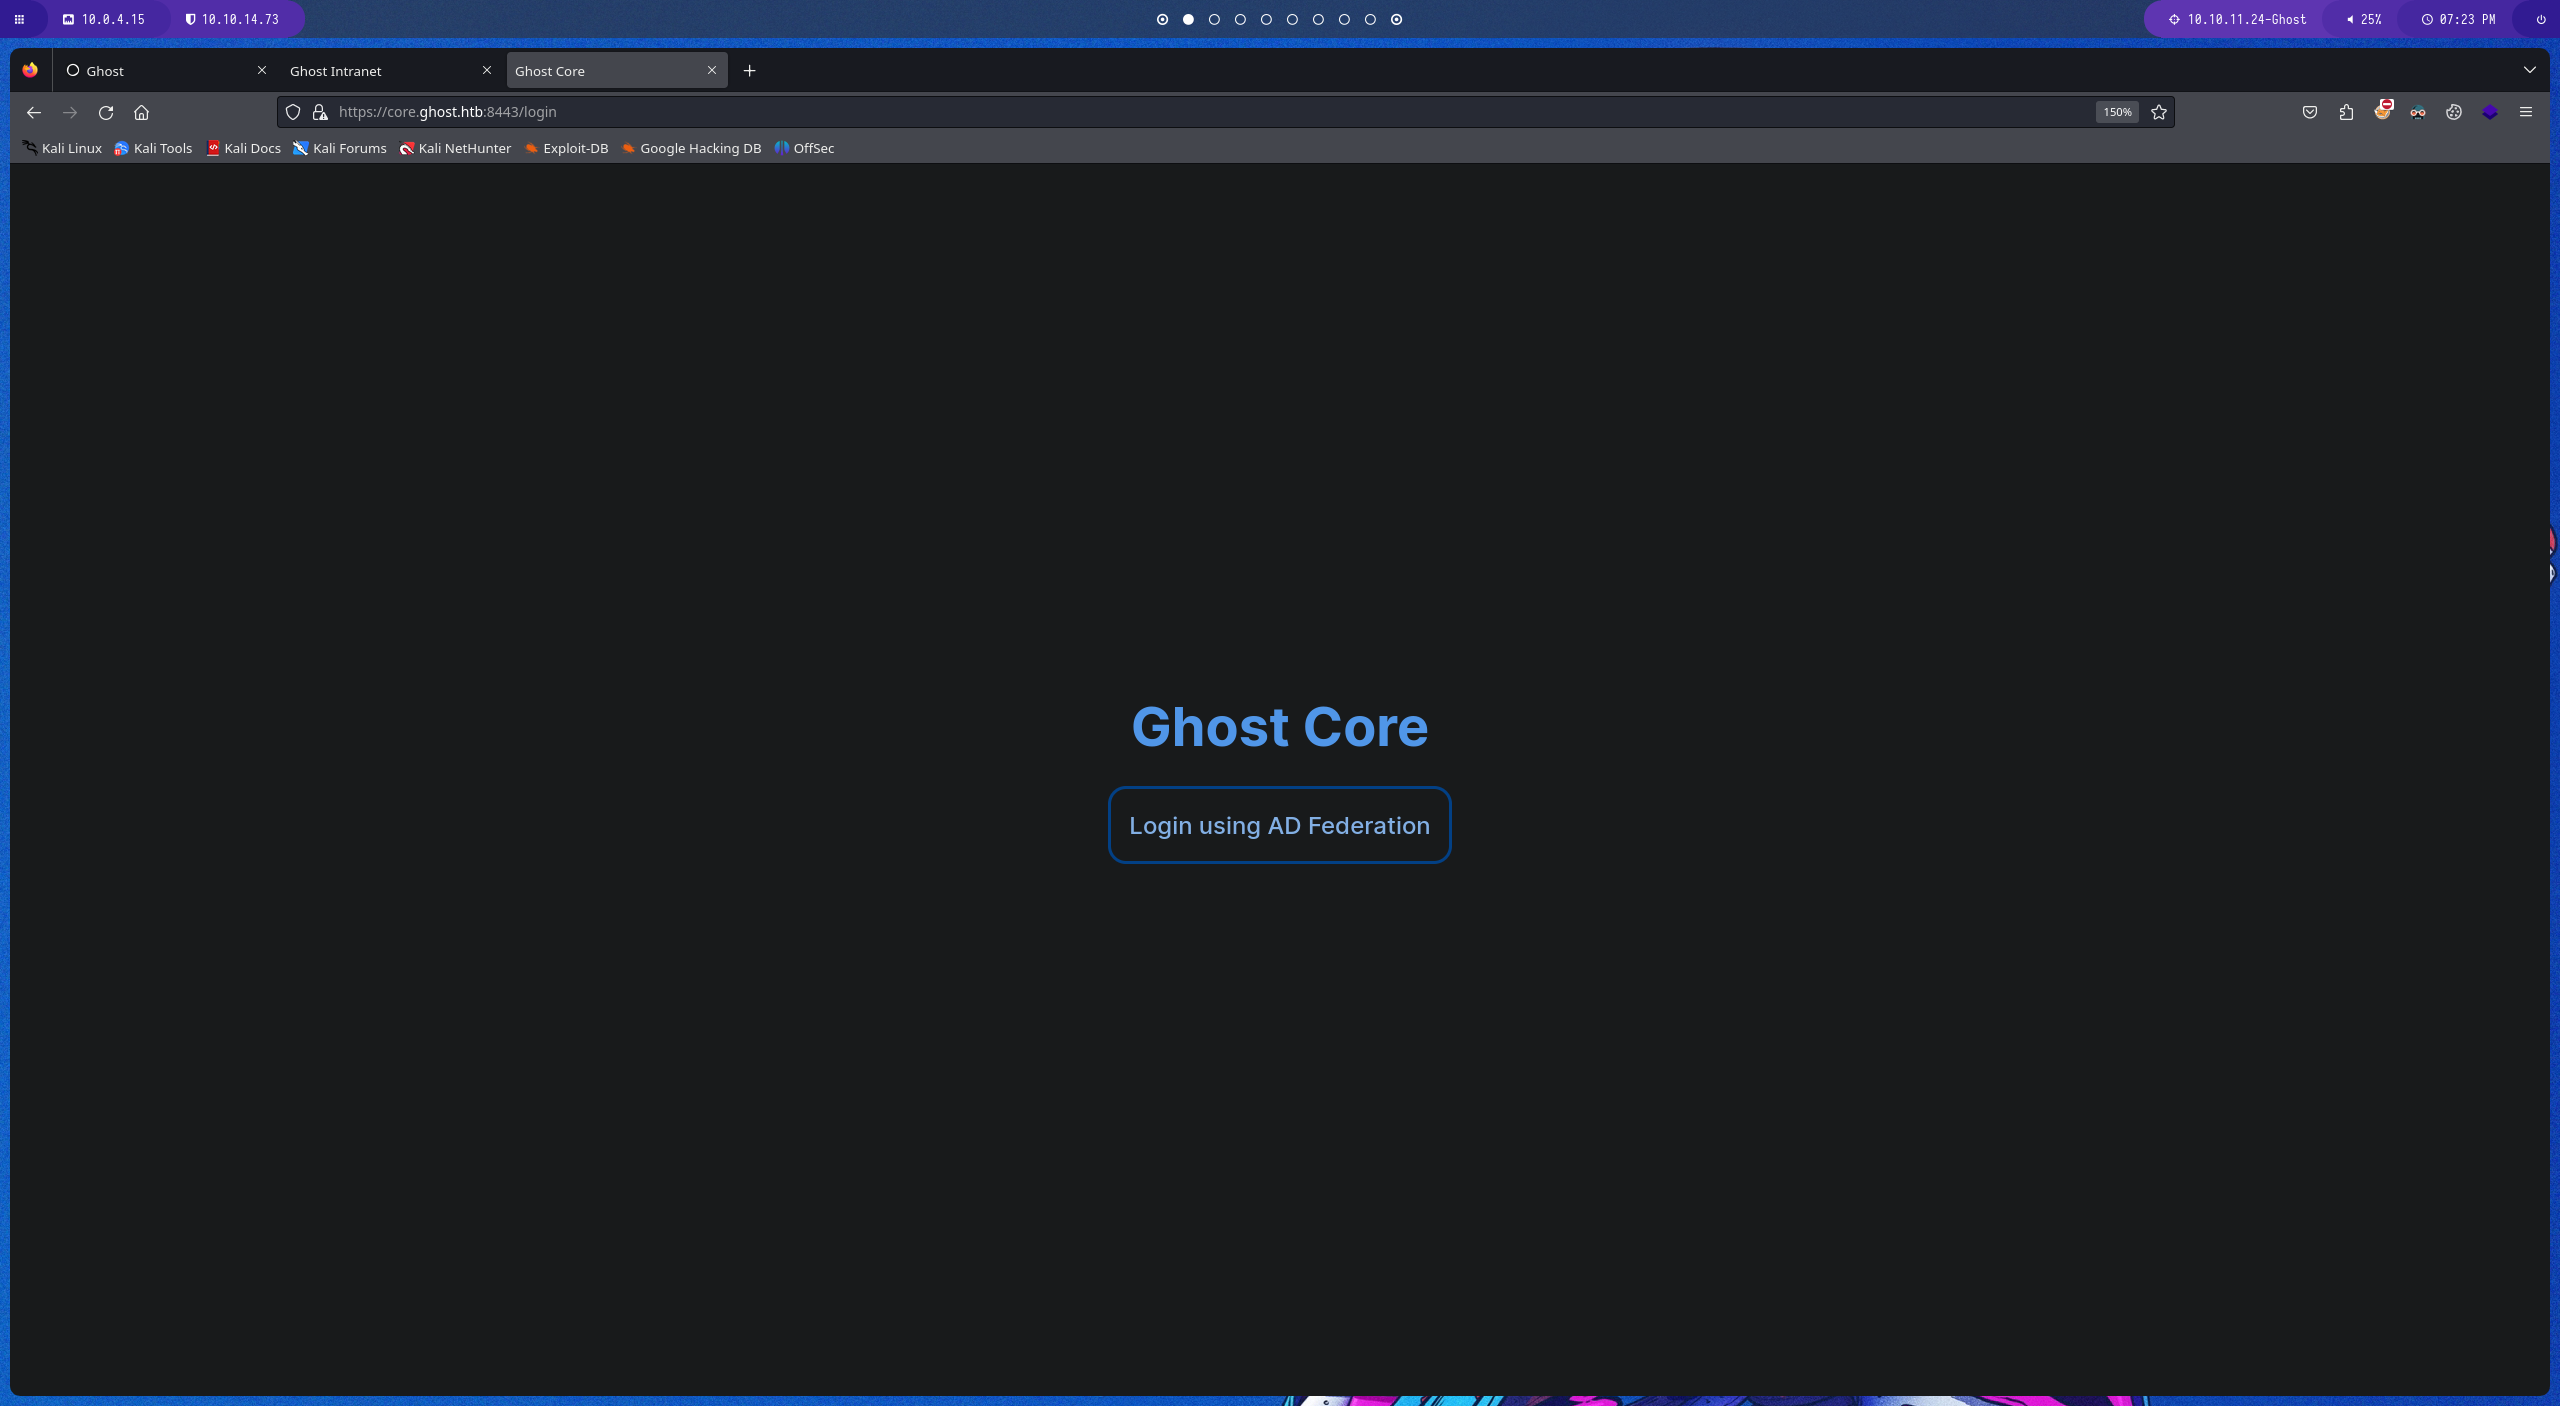 10.0.4.15 10.10.14.73 10.10.11.24-Ghost 25% 07:23 PM
Ghost Ghost Intranet Ghost Core
https://core.ghost.htb:8443/login 150%
Kali Linux Kali Tools Kali Docs Kali Forums Kali NetHunter Exploit-DB Google Hacking DB OffSec
Ghost Core
Login using AD Federation